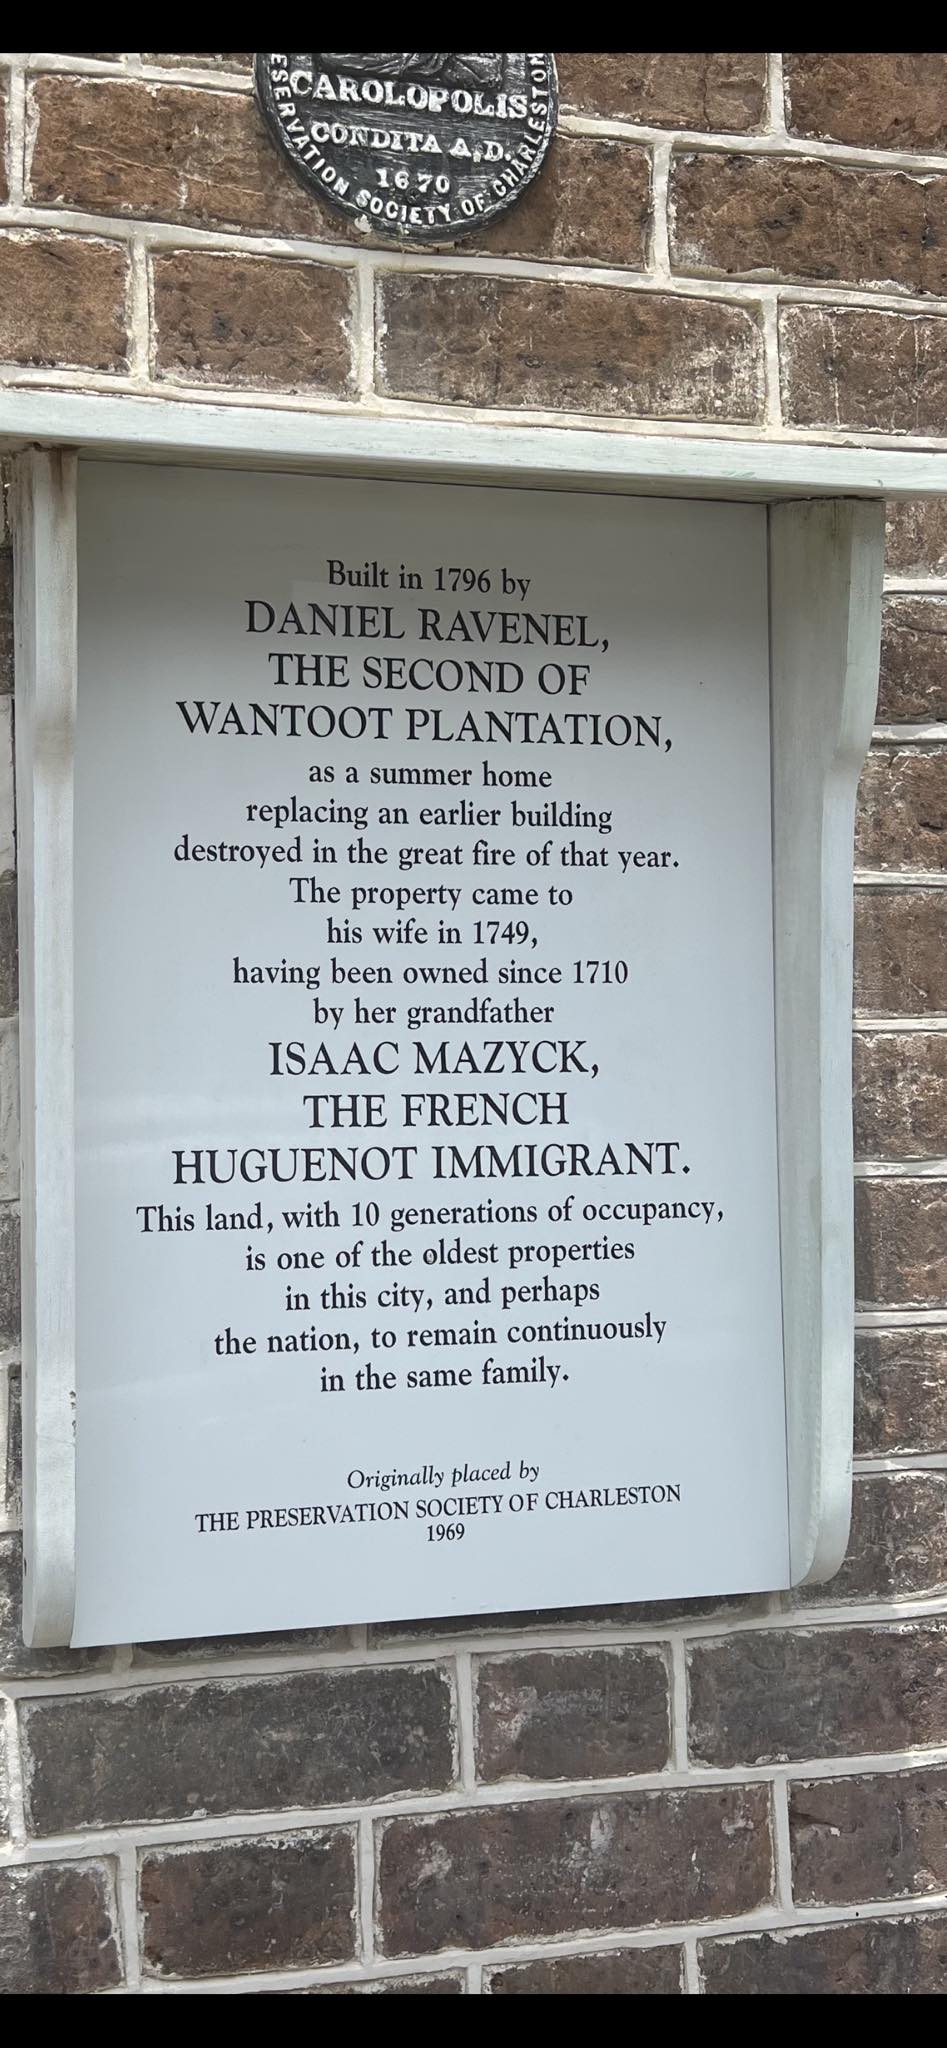 CAROLOPOLIS
CONDITA A.D.
1670
ESERVATION SOCIETY OF CHARLESTON
Built in 1796 by
DANIEL RAVENEL,
THE SECOND OF
WANTOOT PLANTATION,
as a summer home
replacing an earlier building
destroyed in the great fire of that year.
The property came to
his wife in 1749,
having been owned since 1710
by her grandfather
ISAAC MAZYCK,
THE FRENCH
HUGUENOT IMMIGRANT.
This land, with 10 generations of occupancy,
is one of the oldest properties
in this city, and perhaps
the nation, to remain continuously
in the same family.
Originally placed by
THE PRESERVATION SOCIETY OF CHARLESTON
1969